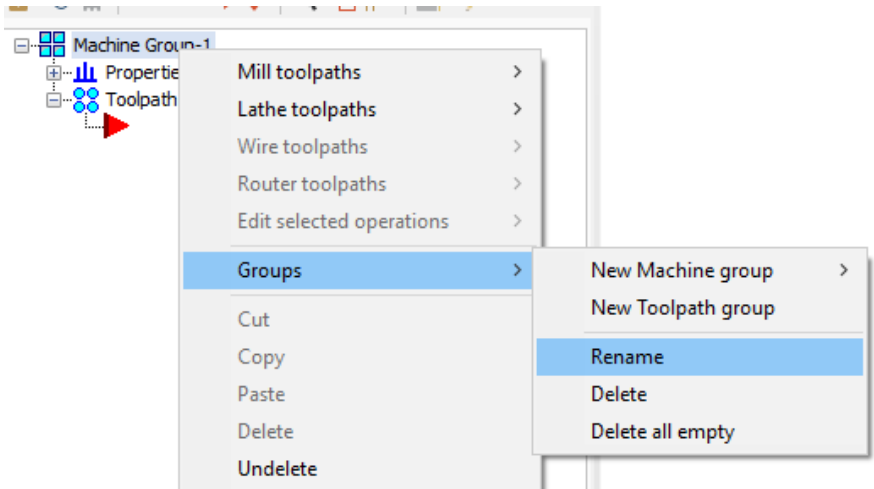 Machine Group-1
Propertie
Toolpath
Mill toolpaths
Lathe toolpaths
Wire toolpaths
Router toolpaths
Edit selected operations
Groups
Cut
Copy
Paste
Delete
Undelete
New Machine group
New Toolpath group
Rename
Delete
Delete all empty